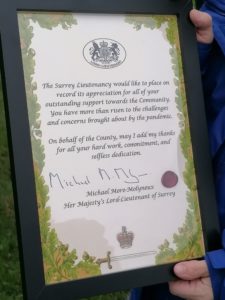 The Surrey Lieutenancy would like to place on
record its appreciation for all of your
outstanding support towards the Community.
You have more than risen to the challenges
and concerns brought about by the pandemic.
On behalf of the County, may I add my thanks
for all your hard work, commitment, and
selfless dedication.
Michael
Michael More-Molyneux
Her Majesty's Lord-Lieutenant of Surrey